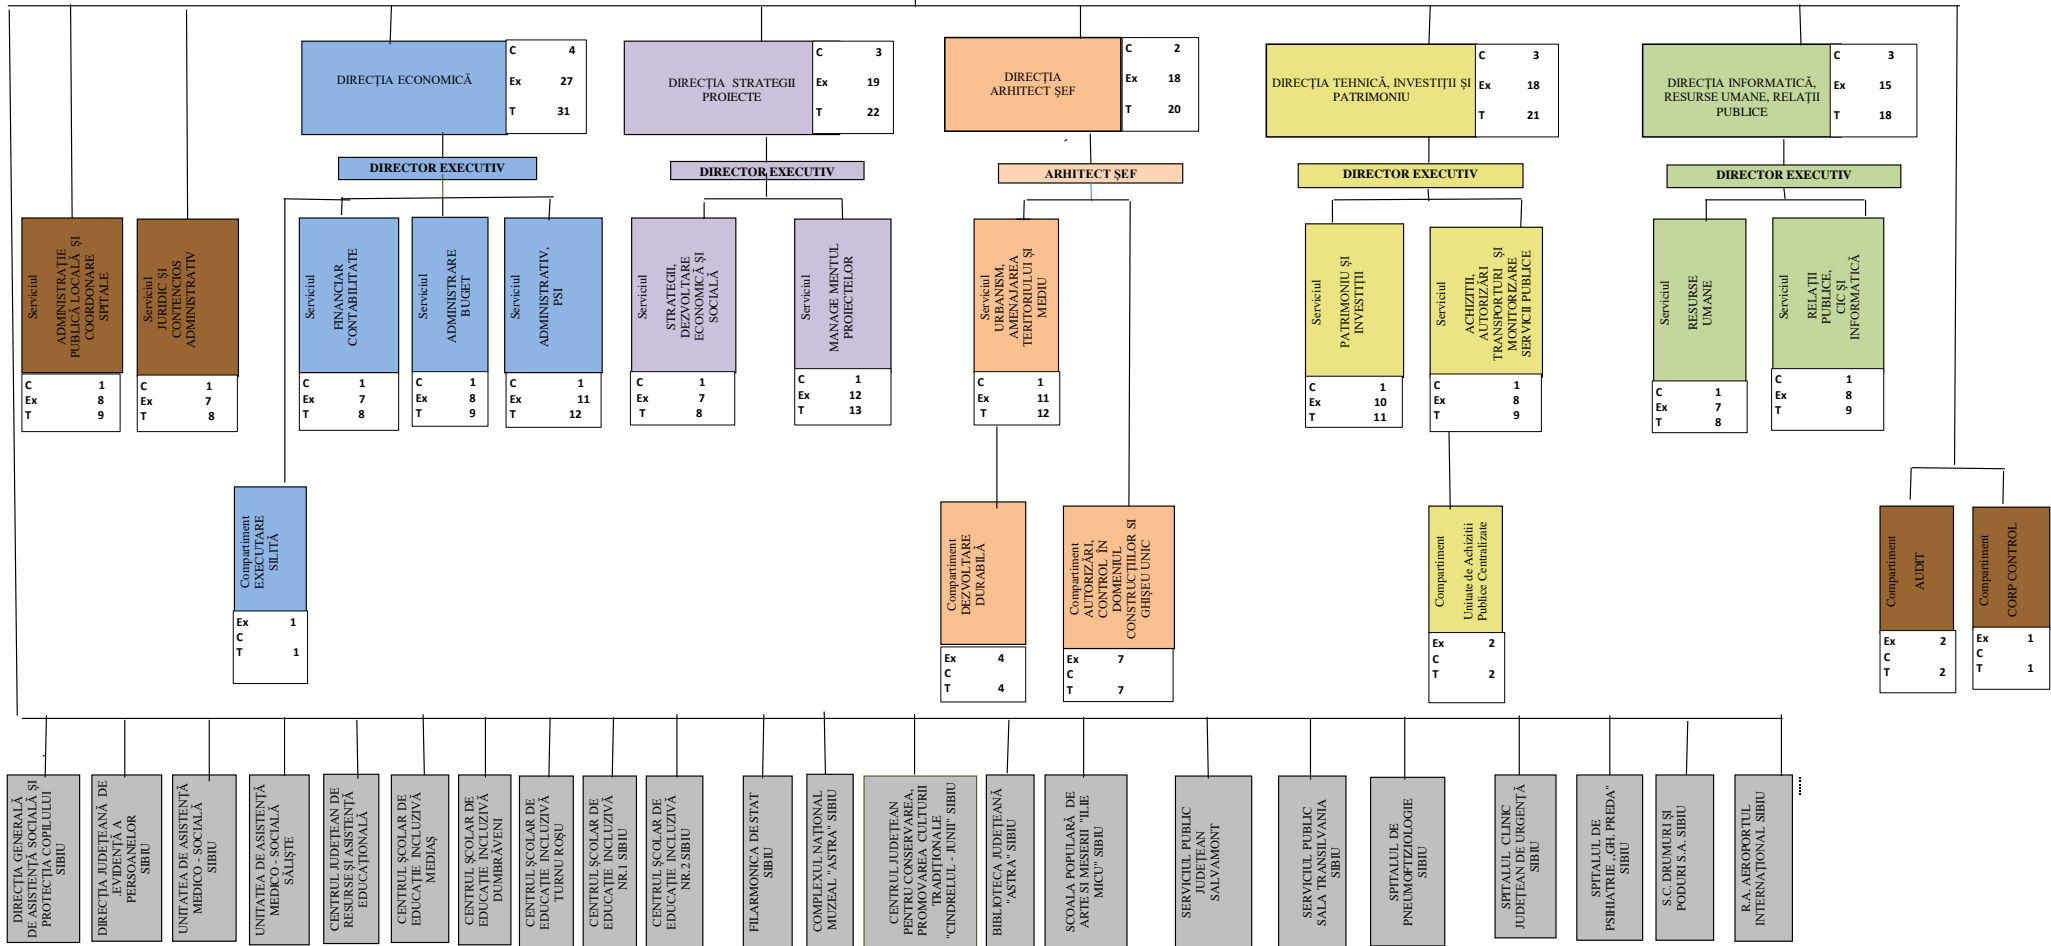 DIRECȚIA ECONOMICĂ
C 4
Ex 27
T 31
DIRECȚIA STRATEGII
PROIECTE
C 3
Ex 19
T 22
DIRECȚIA
ARHITECT ȘEF
C 2
Ex 18
T 20
DIRECȚIA TEHNICĂ, INVESTIȚII ȘI
PATRIMONIU
C 3
Ex 18
T 21
DIRECȚIA INFORMATICĂ,
RESURSE UMANE, RELAȚII
PUBLICE
C 3
Ex 15
T 18
DIRECTOR EXECUTIV
DIRECTOR EXECUTIV
ARHITECT ȘEF
DIRECTOR EXECUTIV
DIRECTOR EXECUTIV
Serviciul
ADMINISTRAȚIE
PUBLICĂ LOCALĂ ȘI
COORDONARE
SPITALE
C 1
Ex 8
T 9
Serviciul
JURIDIC ȘI
CONTENCIOS
ADMINISTRATIV
C 1
Ex 7
T 8
Serviciul
FINANCIAR
CONTABILITATE
C 1
Ex 7
T 8
Serviciul
ADMINISTRARE
BUGET
C 1
Ex 8
T 9
Serviciul
ADMINISTRATIV,
PSI
C 1
Ex 11
T 12
Serviciul
STRATEGII,
DEZVOLTARE
ECONOMICĂ ȘI
SOCIALĂ
C 1
Ex 7
T 8
Serviciul
MANAGE MENTUL
PROIECTELOR
C 1
Ex 12
T 13
Serviciul
URBANISM,
AMENAJAREA
TERITORIULUI ȘI
MEDIU
C 1
Ex 11
T 12
Serviciul
PATRIMONIU ȘI
INVESTIȚII
C 1
Ex 10
T 11
Serviciul
ACHIZITII,
AUTORIZĂRI
TRANSPORTURI ȘI
MONITORIZARE
SERVICII PUBLICE
C 1
Ex 8
T 9
Serviciul
RESURSE
UMANE
C 1
Ex 7
T 8
Serviciul
RELAȚII
PUBLICE,
CIC ȘI
INFORMATICĂ
C 1
Ex 8
T 9
Compartiment
EXECUTARE
SILITĂ
Ex 1
C
T 1
Compartiment
DEZVOLTARE
DURABILĂ
Ex 4
C
T 4
Compartiment
AUTORIZĂRI,
CONTROL ÎN
DOMENIUL
CONSTRUCȚIILOR SI
GHIȘEU UNIC
Ex 7
C
T 7
Compartiment
Unitate de Achizitii
Publice Centralizate
Ex 2
C
T 2
Compartiment
AUDIT
Ex 2
C
T 2
Compartiment
CORP CONTROL
Ex 1
C
T 1
DIRECȚIA GENERALĂ
DE ASISTENȚĂ SOCIALĂ ȘI
PROTECȚIA COPILULUI
SIBIU
DIRECȚIA JUDEȚEANĂ DE
.EVIDENȚĂ A
PERSOANELOR
SIBIU
UNITATEA DE ASISTENȚĂ
MEDICO - SOCIALĂ
SIBIU
UNITATEA DE ASISTENȚĂ
MEDICO - SOCIALĂ
SĂLIȘTE
CENTRUL JUDEȚEAN DE
RESURSE ȘI ASISTENȚĂ
EDUCAȚIONALĂ
CENTRUL ȘCOLAR DE
EDUCAȚIE INCLUZIVĂ
MEDIAȘ
CENTRUL ȘCOLAR DE
EDUCAȚIE INCLUZIVĂ
DUMBRĂVENI
CENTRUL ȘCOLAR DE
EDUCAȚIE INCLUZIVĂ
TURNU ROȘU
CENTRUL ȘCOLAR DE
EDUCAȚIE INCLUZIVĂ
NR.1 SIBIU
CENTRUL ȘCOLAR DE
EDUCAȚIE INCLUZIVĂ
NR.2 SIBIU
FILARMONICA DE STAT
SIBIU
COMPLEXUL NAȚIONAL
MUZEAL "ASTRA" SIBIU
CENTRUL JUDEȚEAN
PENTRU CONSERVAREA,
PROMOVAREA CULTURII
TRADIȚIONALE
"CINDRELUL - JUNII" SIBIU
BIBLIOTECA JUDEȚEANĂ
"ASTRA" SIBIU
SCOALA POPULARĂ DE
ARTE SI MESERII "ILIE
MICU" SIBIU
SERVICIUL PUBLIC
JUDEȚEAN
SALVAMONT
SERVICIUL PUBLIC
SALA TRANSILVANIA
SIBIU
SPITALUL DE
PNEUMOFTIZIOLOGIE
SIBIU
SPITALUL CLINIC
JUDEȚEAN DE URGENȚĂ
SIBIU
SPITALUL DE
PSIHIATRIE ,,GH. PREDA"
SIBIU
S.C. DRUMURI ȘI
PODURI S.A. SIBIU
R.A. AEROPORTUL
INTERNAȚIONAL SIBIU